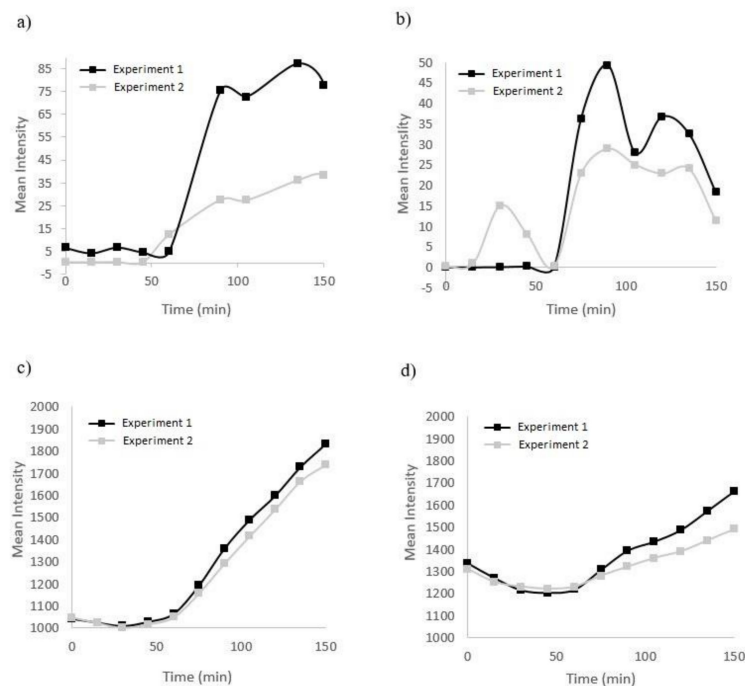 a)
Experiment 1
Experiment 2
85
75
65
55
45
35
25
15
5
-5
Mean Intensity
0 50 100 150
Time (min)
b)
Experiment 1
Experiment 2
50
45
40
35
30
25
20
15
10
5
0
-5
Mean Intenslity
0 50 100 150
Time (min)
c)
Experiment 1
Experiment 2
2000
1900
1800
1700
1600
1500
1400
1300
1200
1100
1000
Mean Intensity
0 50 100 150
Time (min)
d)
Experiment 1
Experiment 2
2000
1900
1800
1700
1600
1500
1400
1300
1200
1100
1000
Mean Intensity
0 50 100 150
Time (min)